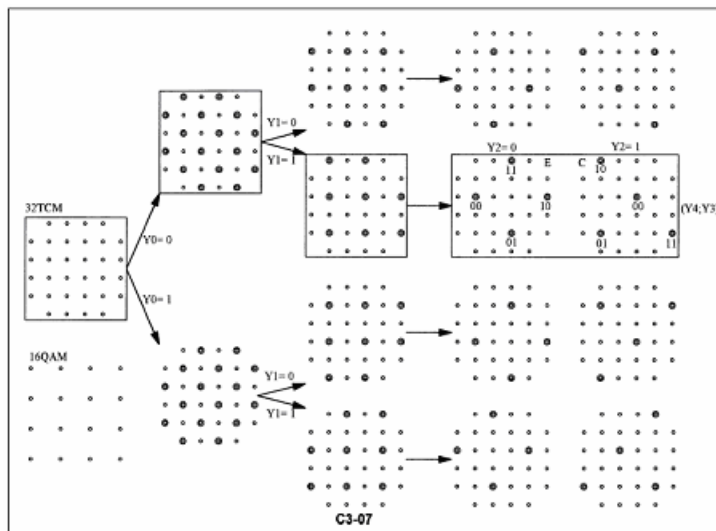 Y1= 0
Y1= 1
Y2= 0
Y2= 1
11
E
C
10
00
10
00
(Y4;Y3)
01
01
11
32TCM
Y0= 0
Y0= 1
16QAM
Y1= 0
Y1= 1
C3-07